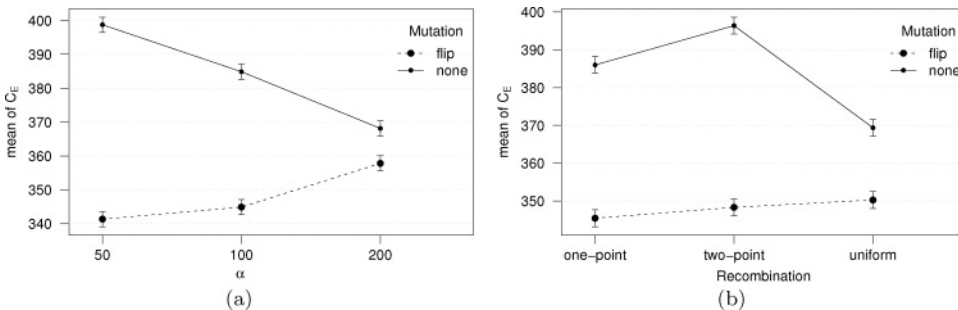 400
390
380
370
360
350
340
mean of C_E
50
100
200
α
Mutation
flip
none
(a)
400
390
380
370
360
350
mean of C_E
one−point
two−point
uniform
Recombination
Mutation
flip
none
(b)